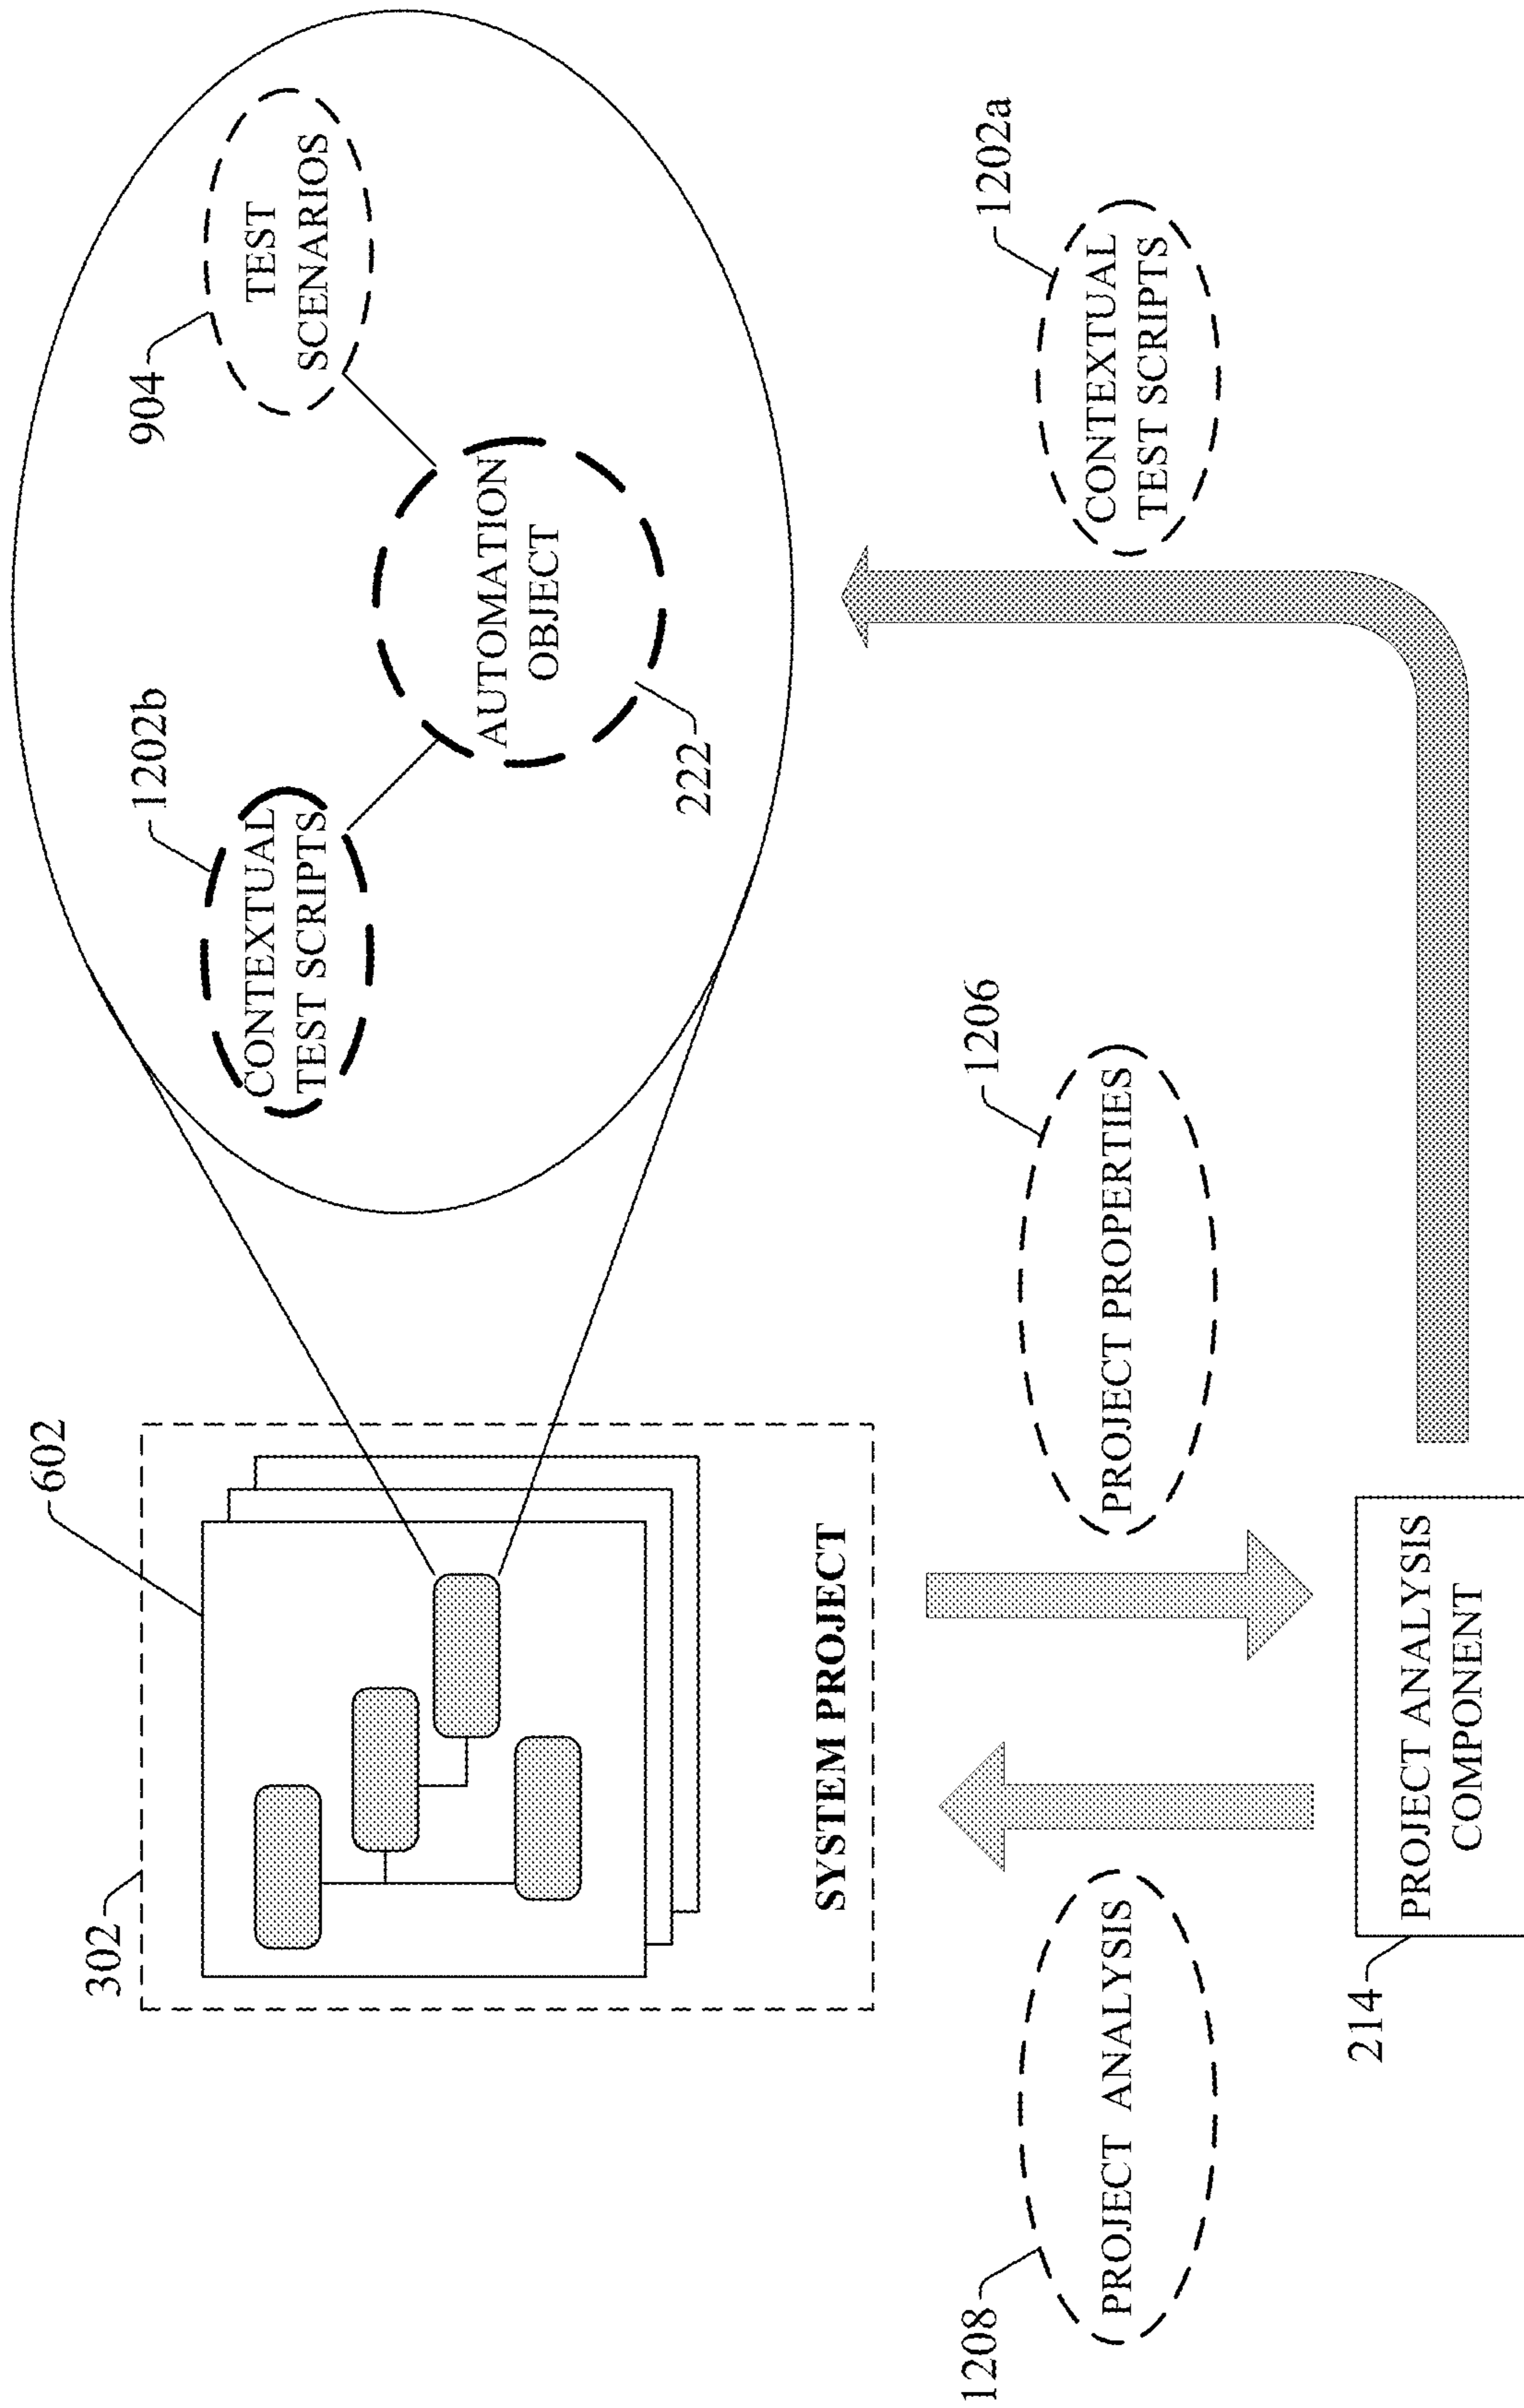 602
302
SYSTEM PROJECT
1202b
CONTEXTUAL
TEST SCRIPTS
904
TEST
SCENARIOS
AUTOMATION
OBJECT
222
1208
PROJECT ANALYSIS
1206
PROJECT PROPERTIES
1202a
CONTEXTUAL
TEST SCRIPTS
214
PROJECT ANALYSIS
COMPONENT